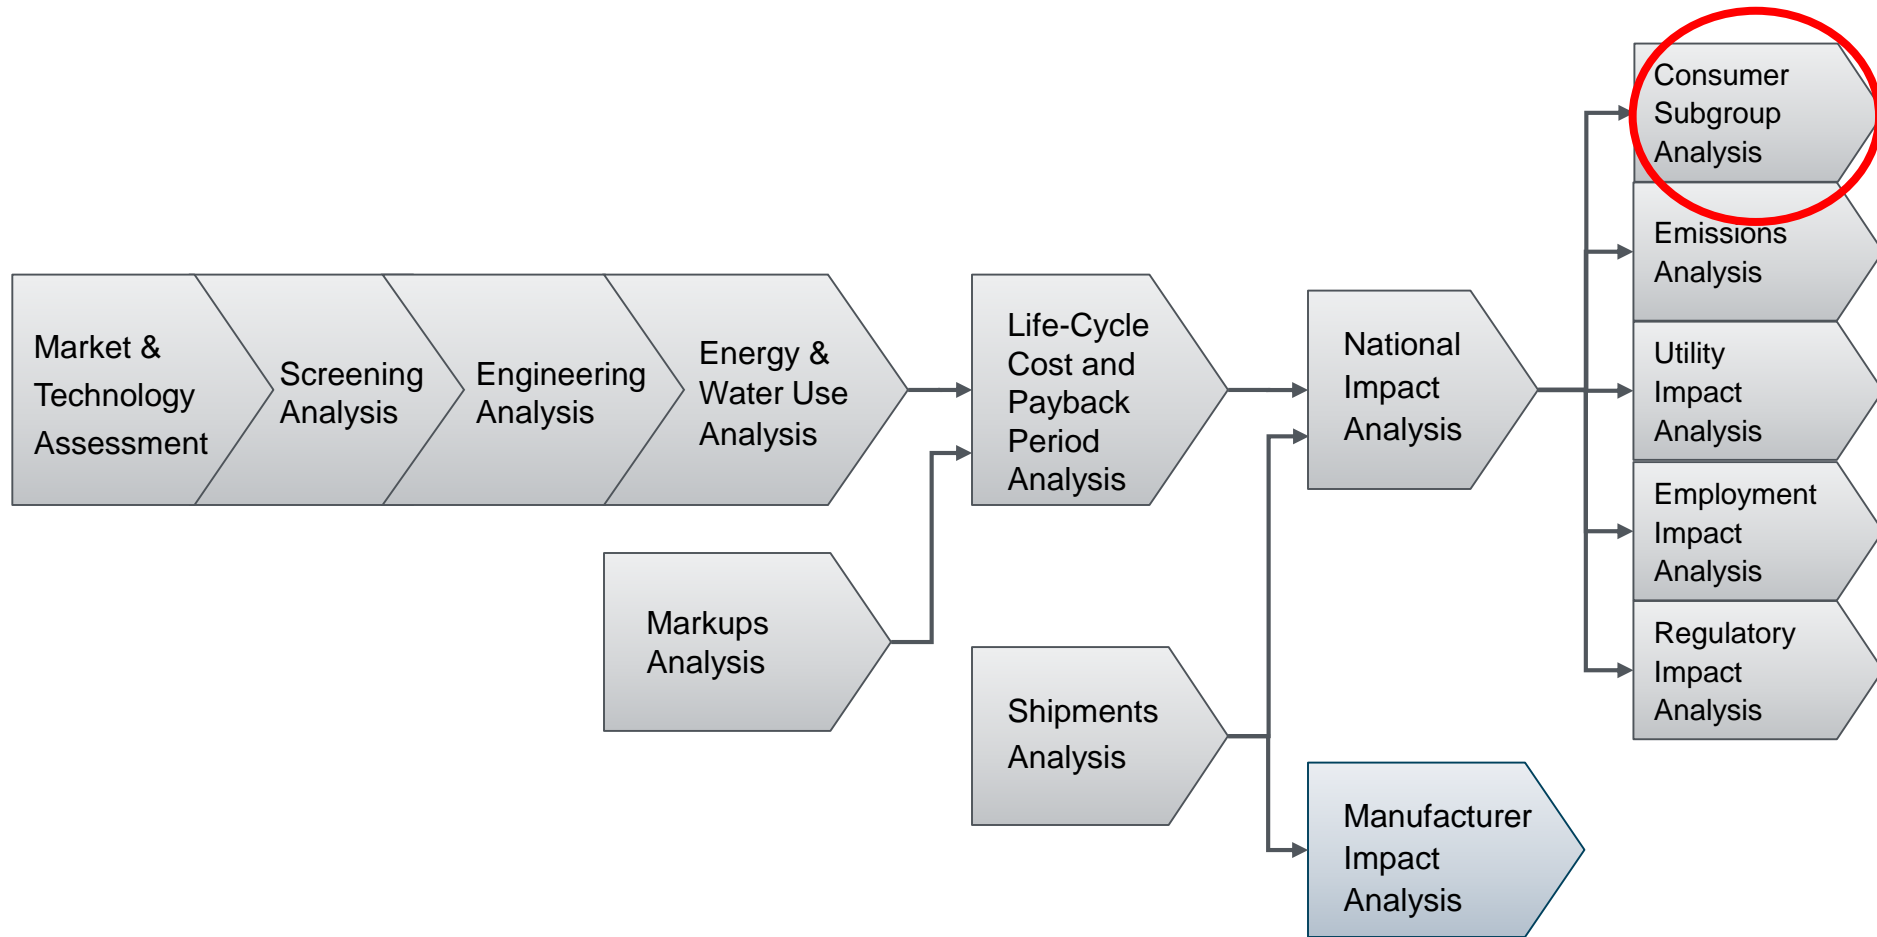 Market &
Technology
Assessment
Screening
Analysis
Engineering
Analysis
Energy &
Water Use
Analysis
Markups
Analysis
Life-Cycle
Cost and
Payback
Period
Analysis
Shipments
Analysis
National
Impact
Analysis
Manufacturer
Impact
Analysis
Consumer
Subgroup
Analysis
Emissions
Analysis
Utility
Impact
Analysis
Employment
Impact
Analysis
Regulatory
Impact
Analysis